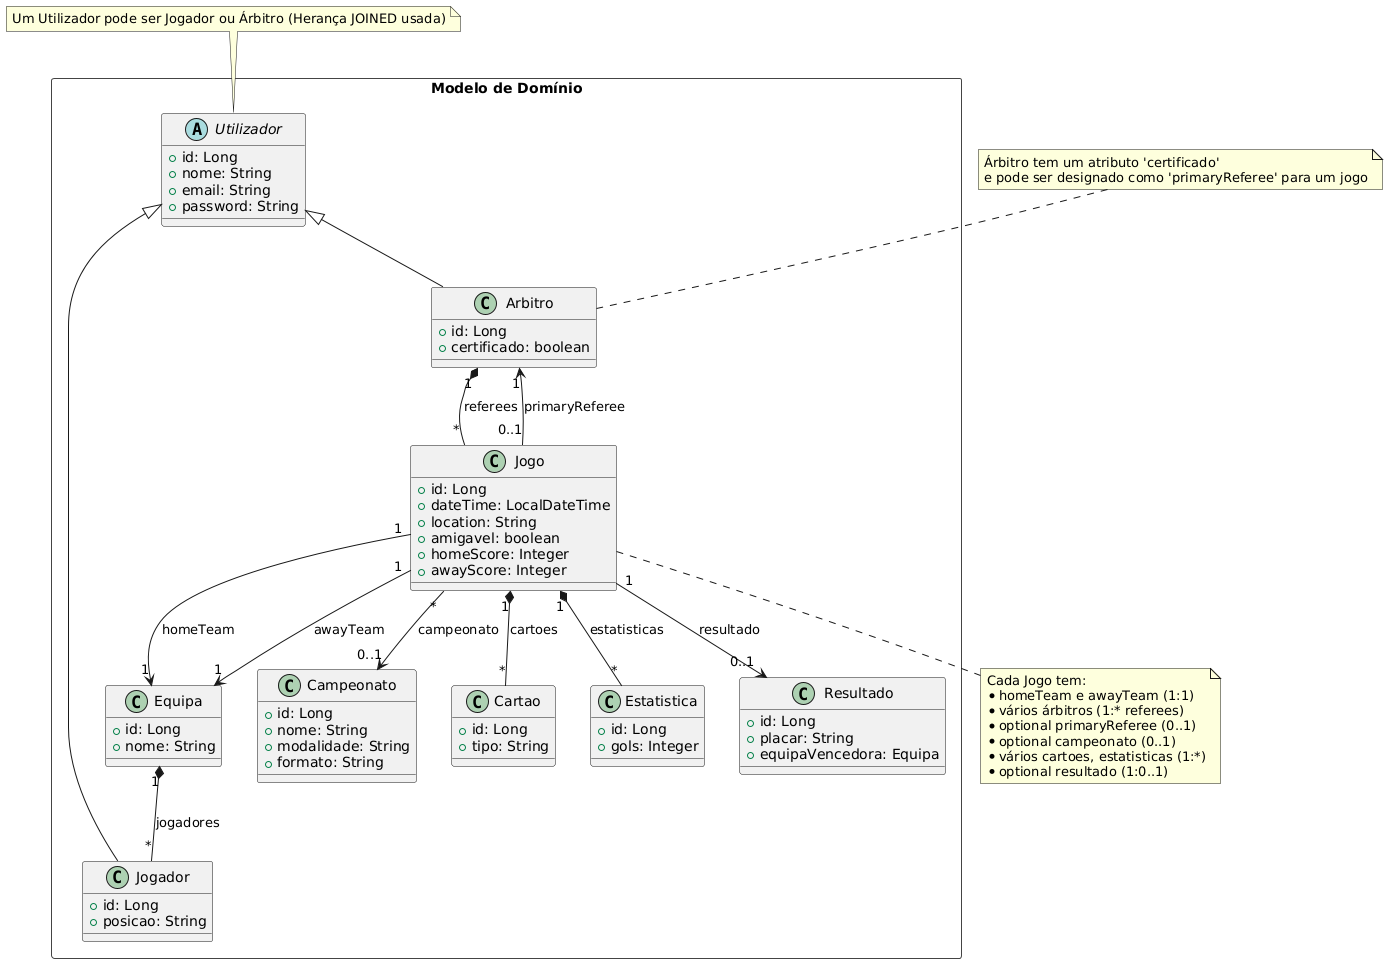 Um Utilizador pode ser Jogador ou Árbitro (Herança JOINED usada)
Modelo de Domínio
A Utilizador
id: Long
nome: String
email: String
password: String
Árbitro tem um atributo 'certificado'
e pode ser designado como 'primaryReferee' para um jogo
C Arbitro
id: Long
certificado: boolean
1
1
referees
primaryReferee
*
0..1
C Jogo
id: Long
dateTime: LocalDateTime
location: String
amigavel: boolean
homeScore: Integer
awayScore: Integer
1
1
*
1
1
1
homeTeam
awayTeam
campeonato
cartoes
estatisticas
resultado
1
1
0..1
*
*
0..1
C Equipa
id: Long
nome: String
C Campeonato
id: Long
nome: String
modalidade: String
formato: String
C Cartao
id: Long
tipo: String
C Estatistica
id: Long
gols: Integer
C Resultado
id: Long
placar: String
equipaVencedora: Equipa
Cada Jogo tem:
• homeTeam e awayTeam (1:1)
• vários árbitros (1:* referees)
• optional primaryReferee (0..1)
• optional campeonato (0..1)
• vários cartoes, estatisticas (1:*)
• optional resultado (1:0..1)
1
jogadores
*
C Jogador
id: Long
posicao: String